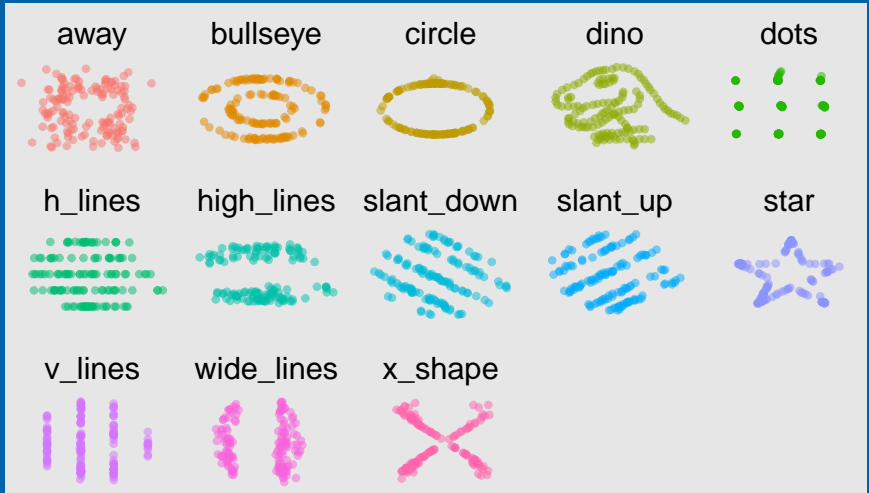 away bullseye circle dino dots
h_lines high_lines slant_down slant_up star
v_lines wide_lines x_shape